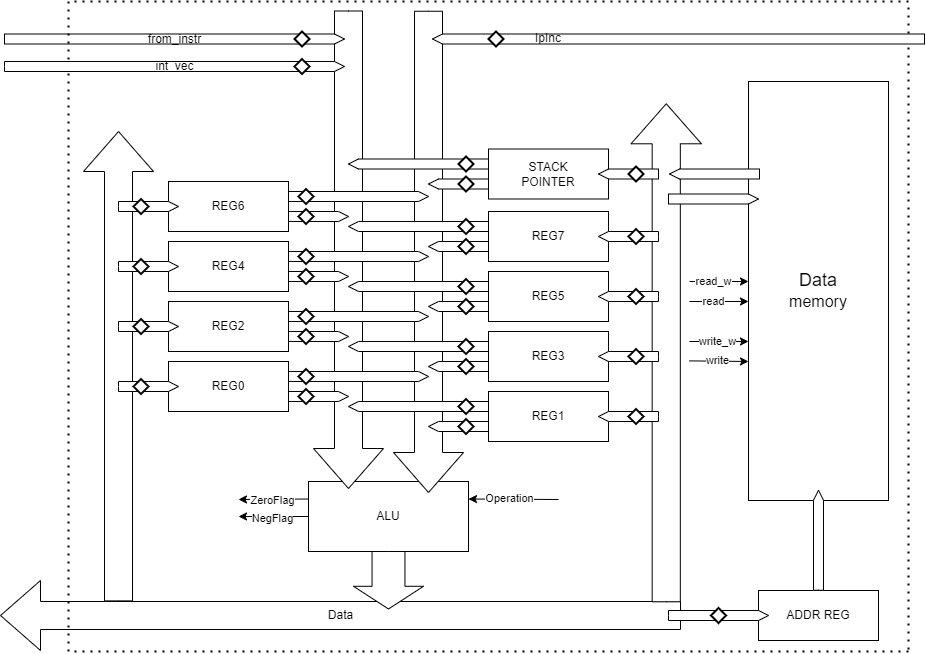 from_instr
IpInc
int_vec
STACK
POINTER
REG6
REG7
REG4
REG5
Data
memory
read_w
read
REG2
REG3
write_w
write
REG0
REG1
ZeroFlag
Operation
NegFlag
ALU
Data
ADDR REG